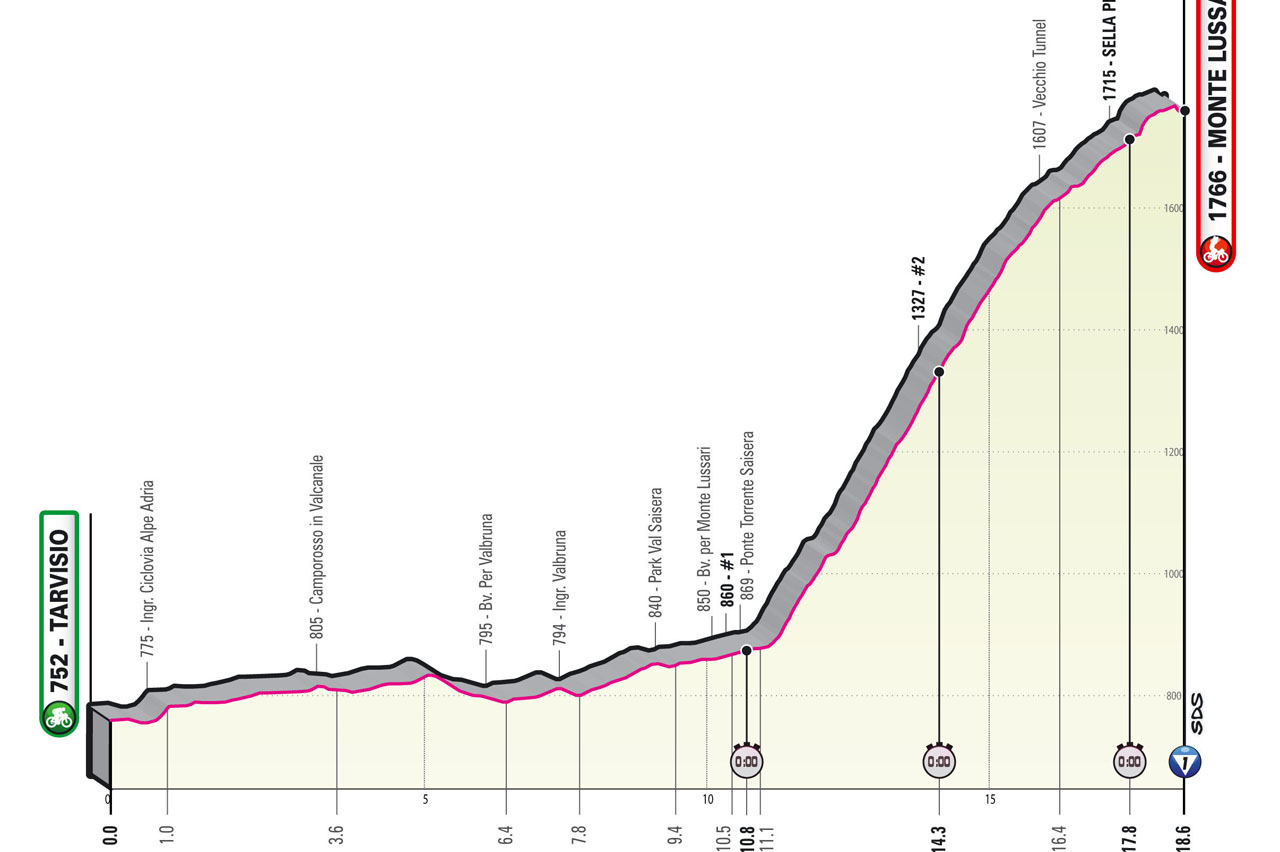 752 - TARVISIO
775 - Ingr. Ciclovia Alpe Adria
805 - Camporosso in Valcanale
795 - Bv. Per Valbruna
794 - Ingr. Valbruna
840 - Park Val Saisera
850 - Bv. per Monte Lussari
860 - #1
869 - Ponte Torrente Saisera
1327 - #2
1607 - Vecchio Tunnel
1715 - SELLA
1766 - MONTE
1600
1400
1200
1000
800
SDS
0:00
0:00
0:00
1
0
5
10
15
0.0
1.0
3.6
6.4
7.8
9.4
10.5
10.8
11.1
14.3
16.4
17.8
18.6